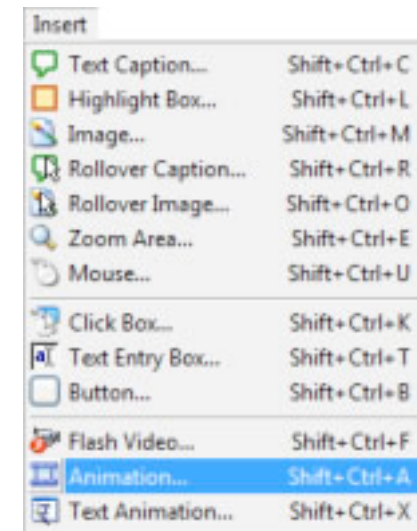 Insert
Text Caption... Shift+Ctrl+C
Highlight Box... Shift+Ctrl+L
Image... Shift+Ctrl+M
Rollover Caption... Shift+Ctrl+R
Rollover Image... Shift+Ctrl+O
Zoom Area... Shift+Ctrl+E
Mouse... Shift+Ctrl+U
Click Box... Shift+Ctrl+K
Text Entry Box... Shift+Ctrl+T
Button... Shift+Ctrl+B
Flash Video... Shift+Ctrl+F
Animation... Shift+Ctrl+A
Text Animation... Shift+Ctrl+X